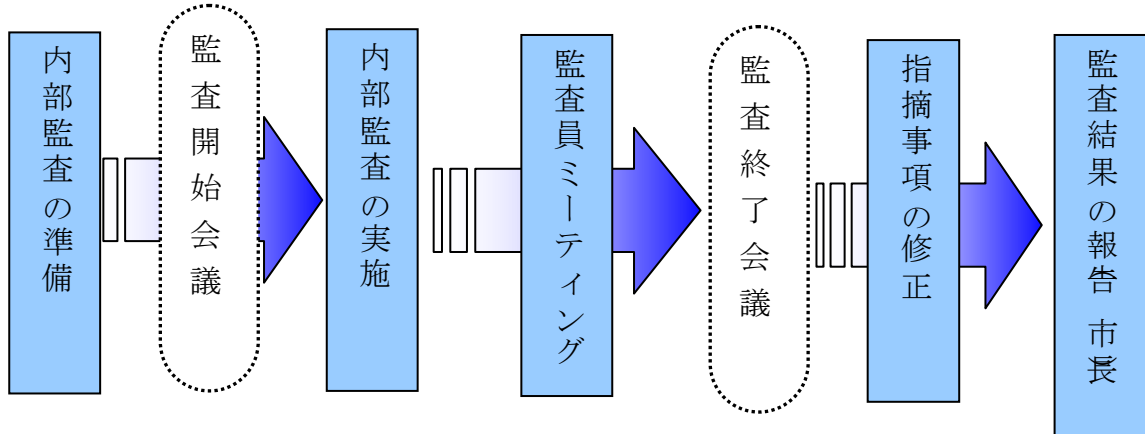 内部監査の準備
監査開始会議
内部監査の実施
監査員ミーティング
監査終了会議
指摘事項の修正
監査結果の報告 市長